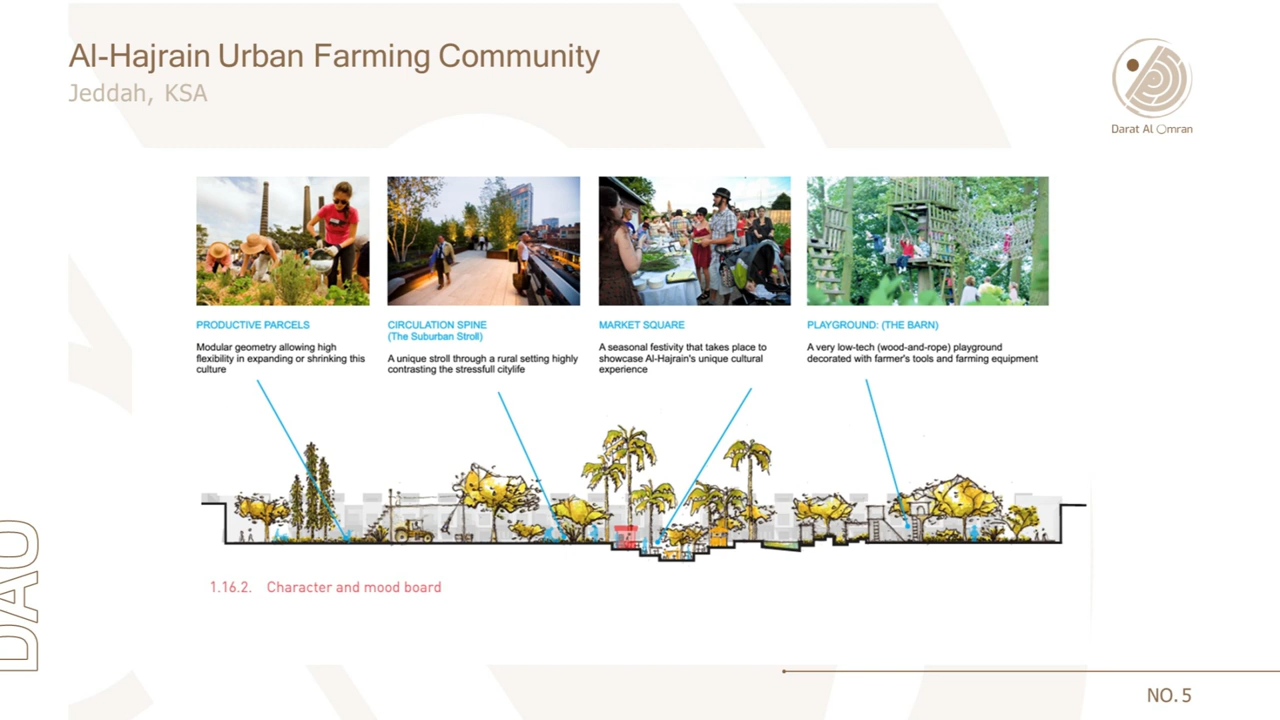 Al-Hajrain Urban Farming Community
Jeddah, KSA
Darat Al Omran
PRODUCTIVE PARCELS
Modular geometry allowing high
flexibility in expanding or shrinking this
culture
CIRCULATION SPINE
(The Suburban Stroll)
A unique stroll through a rural setting highly
contrasting the stressfull citylife
MARKET SQUARE
A seasonal festivity that takes place to
showcase Al-Hajrain's unique cultural
experience
PLAYGROUND: (THE BARN)
A very low-tech (wood-and-rope) playground
decorated with farmer's tools and farming equipment
1.16.2. Character and mood board
DAO
NO. 5